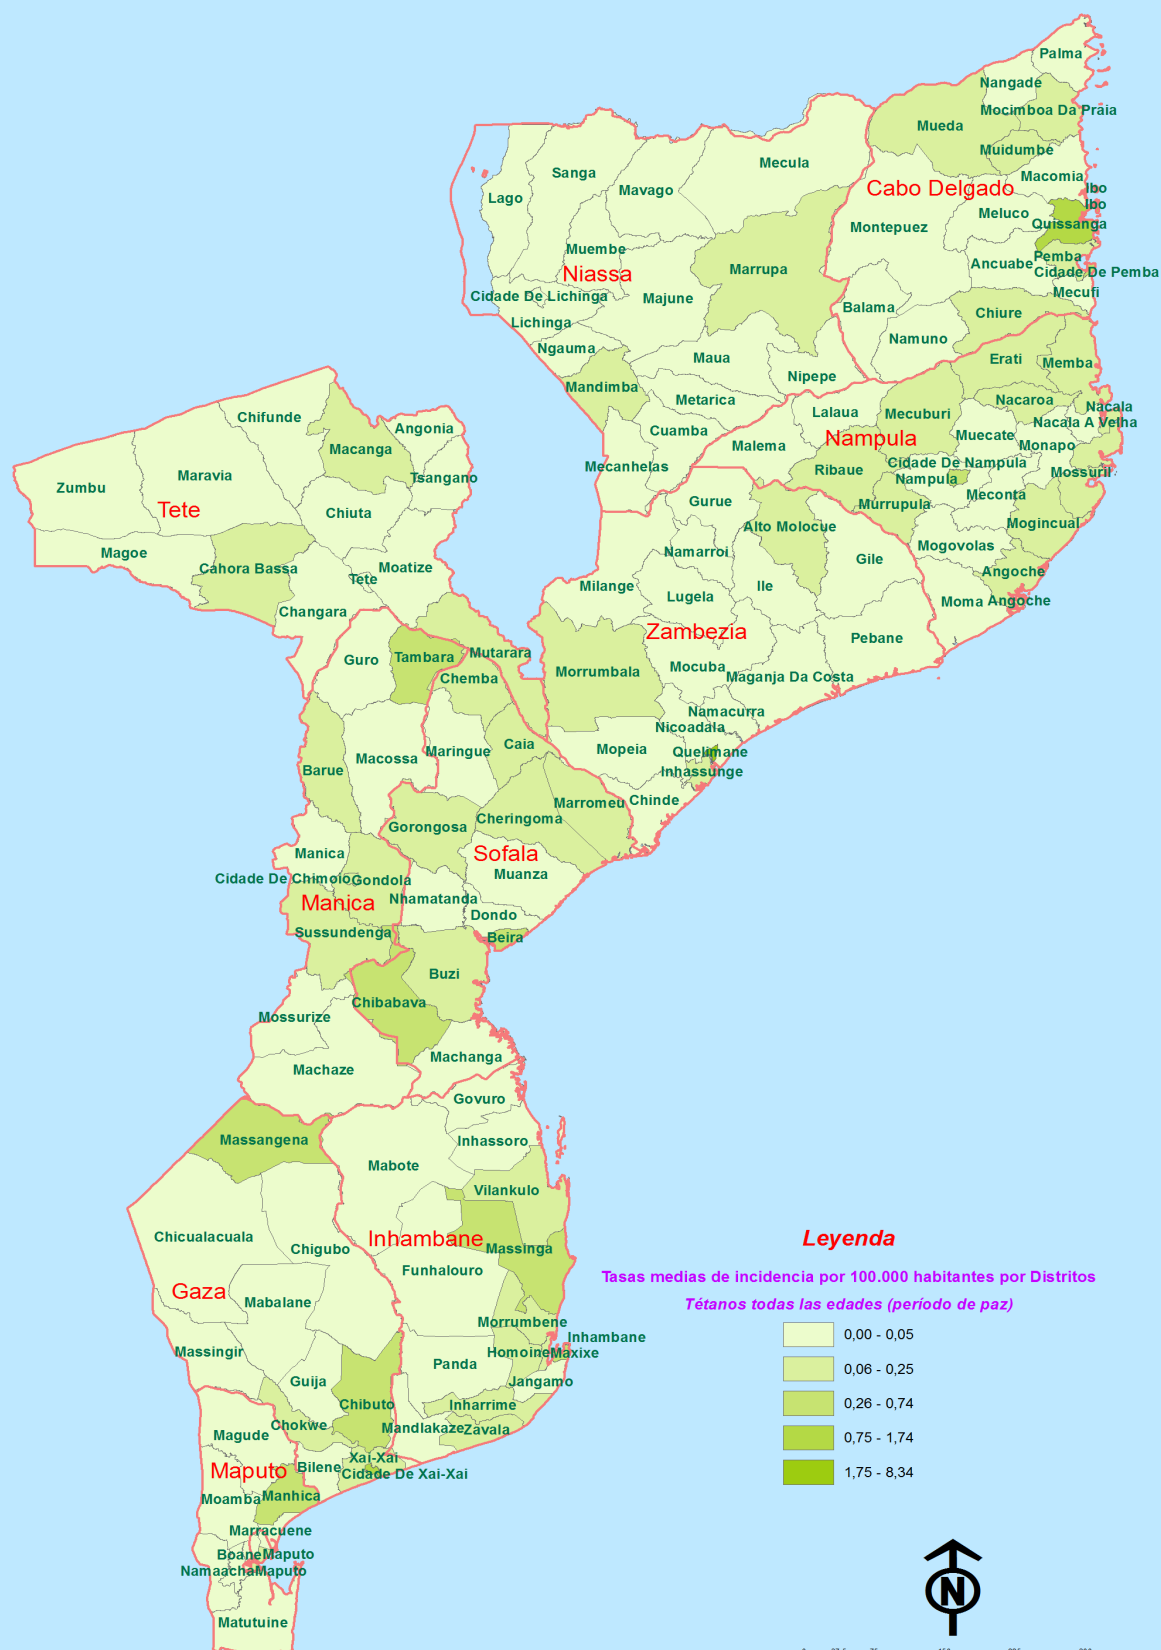 Palma
Nangade
Mocimboa Da Praia
Mueda
Muidumbe
Mecula
Sanga
Macomia
Mavago
Cabo Delgado
Ibo
Lago
Ibo
Meluco
Quissanga
Montepuez
Muembe
Pemba
Ancuabe
Marrupa
Cidade De Pemba
Niassa
Mecufi
Cidade De Lichinga
Majune
Balama
Chiure
Lichinga
Namuno
Ngauma
Maua
Erati
Memba
Nipepe
Mandimba
Metarica
Nacaroa
Nacala
Lalaua
Mecuburi
Chifunde
Nacala A Velha
Angonia
Cuamba
Muecate
Nampula
Malema
Monapo
Macanga
Cidade De Nampula
Mecanhelas
Ribaue
Mossuril
Maravia
Tsangano
Nampula
Zumbu
Meconta
Gurue
Murrupula
Tete
Chiuta
Mogincual
Alto Molocue
Mogovolas
Magoe
Namarroi
Gile
Cahora Bassa
Moatize
Angoche
Tete
Milange
Ile
Lugela
Moma
Angoche
Changara
Zambezia
Pebane
Mutarara
Guro
Tambara
Mocuba
Morrumbala
Maganja Da Costa
Chemba
Namacurra
Nicoadala
Caia
Mopeia
Maringue
Quelimane
Macossa
Barue
Inhassunge
Marromeu
Chinde
Cheringoma
Gorongosa
Manica
Sofala
Muanza
Cidade De Chimoio
Gondola
Manica
Nhamatanda
Dondo
Sussundenga
Beira
Buzi
Chibabava
Mossurize
Machanga
Machaze
Govuro
Massangena
Inhassoro
Mabote
Vilankulo
Chicualacuala
Inhambane
Leyenda
Chigubo
Massinga
Funhalouro
Tasas medias de incidencia por 100.000 habitantes por Distritos
Gaza
Mabalane
Tétanos todas las edades (período de paz)
Morrumbene
0,00 - 0,05
Inhambane
Massingir
Homoine
Maxixe
Panda
0,06 - 0,25
Guija
Jangamo
Chibuto
Inharrime
0,26 - 0,74
Chokwe
Mandlakaze
Zavala
Magude
0,75 - 1,74
Xai-Xai
Bilene
Maputo
Cidade De Xai-Xai
1,75 - 8,34
Moamba
Manhica
Marracuene
Boane
Maputo
Namaacha
Maputo
N
Matutuine